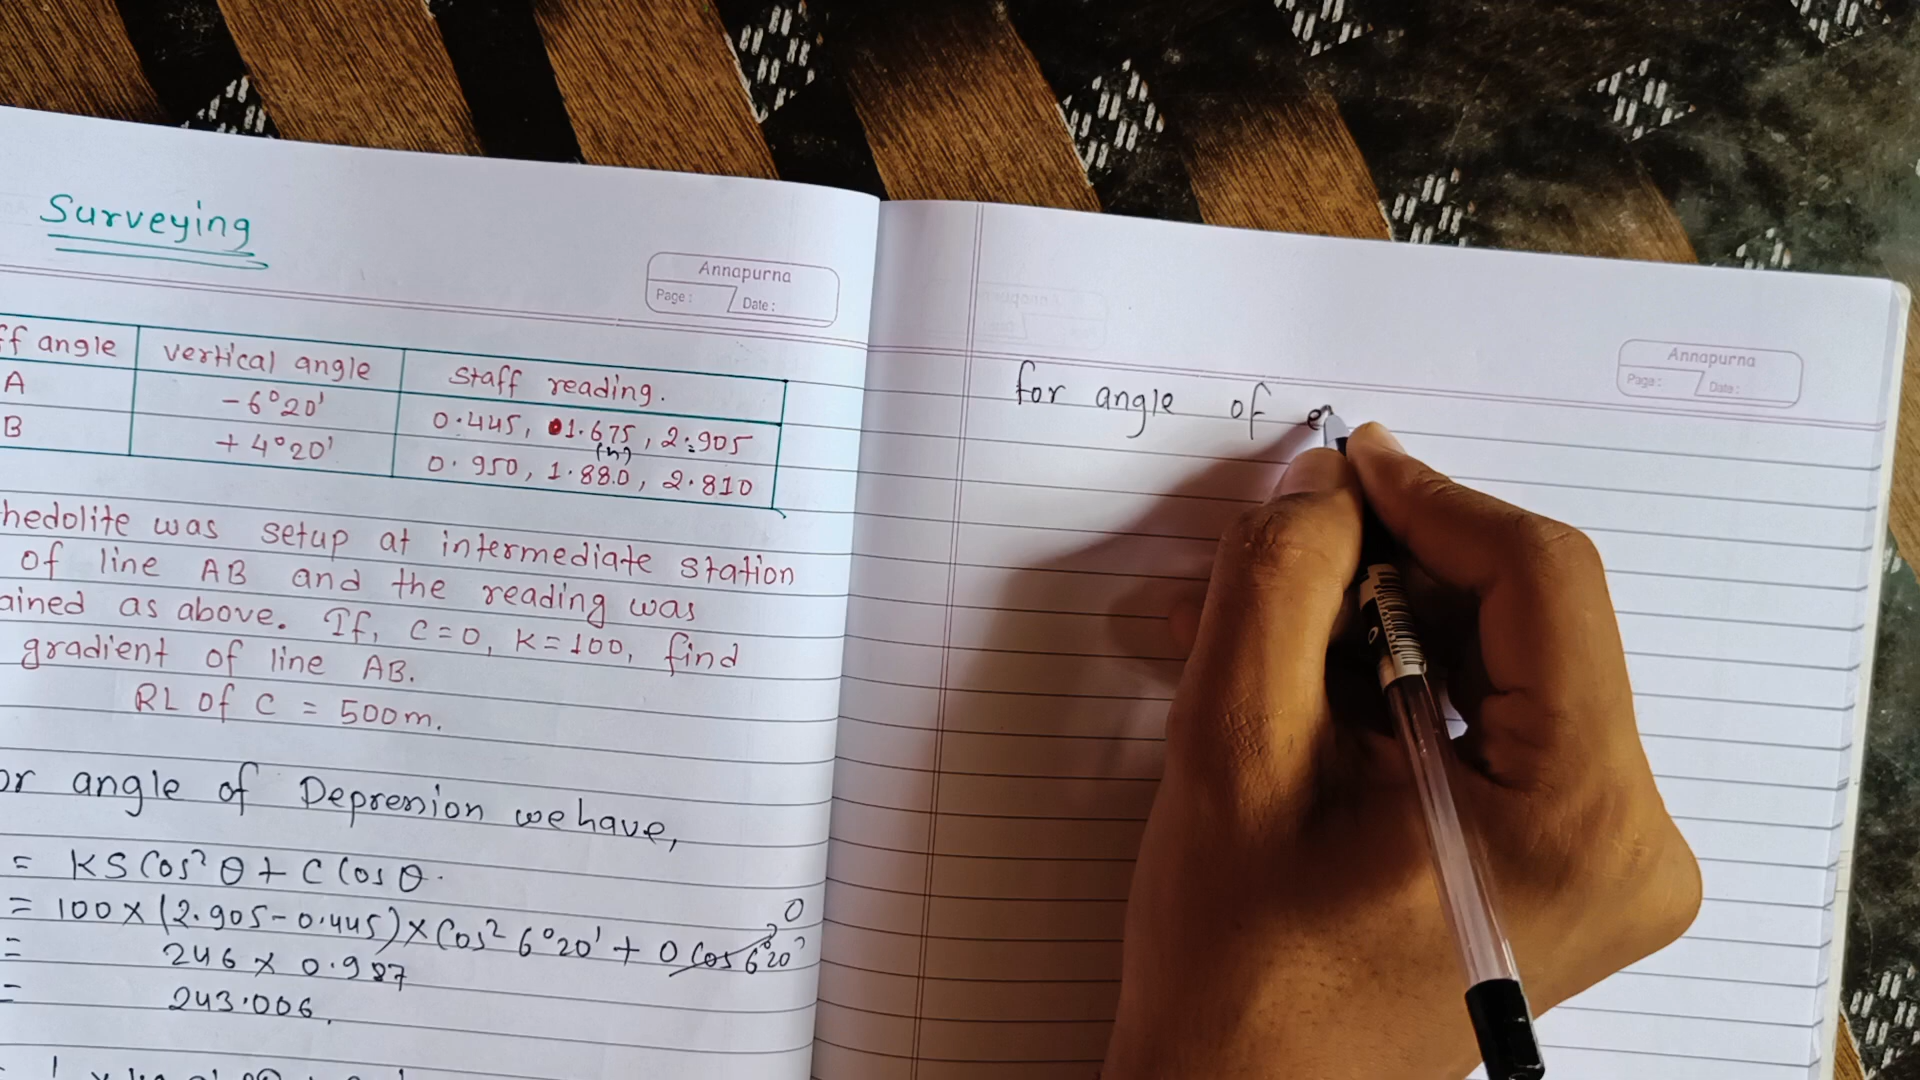 Surveying
Annapurna
Page: Date:
ff angle vertical angle staff reading.
A -6°20' 0.445, 1.675, 2.905
(h)
B +4°20' 0.950, 1.880, 2.810
hedolite was setup at intermediate station
of line AB and the reading was
ained as above. If, C=0, K=100, find
gradient of line AB.
RL of C = 500m.
or angle of Depression we have,
= KS Cos² θ + C Cos θ.
= 100 × (2.905-0.445) × Cos² 6°20' + 0 Cos 6°20' 0
= 246 × 0.987
= 243.006.
Annapurna
Page: Date:
for angle of e